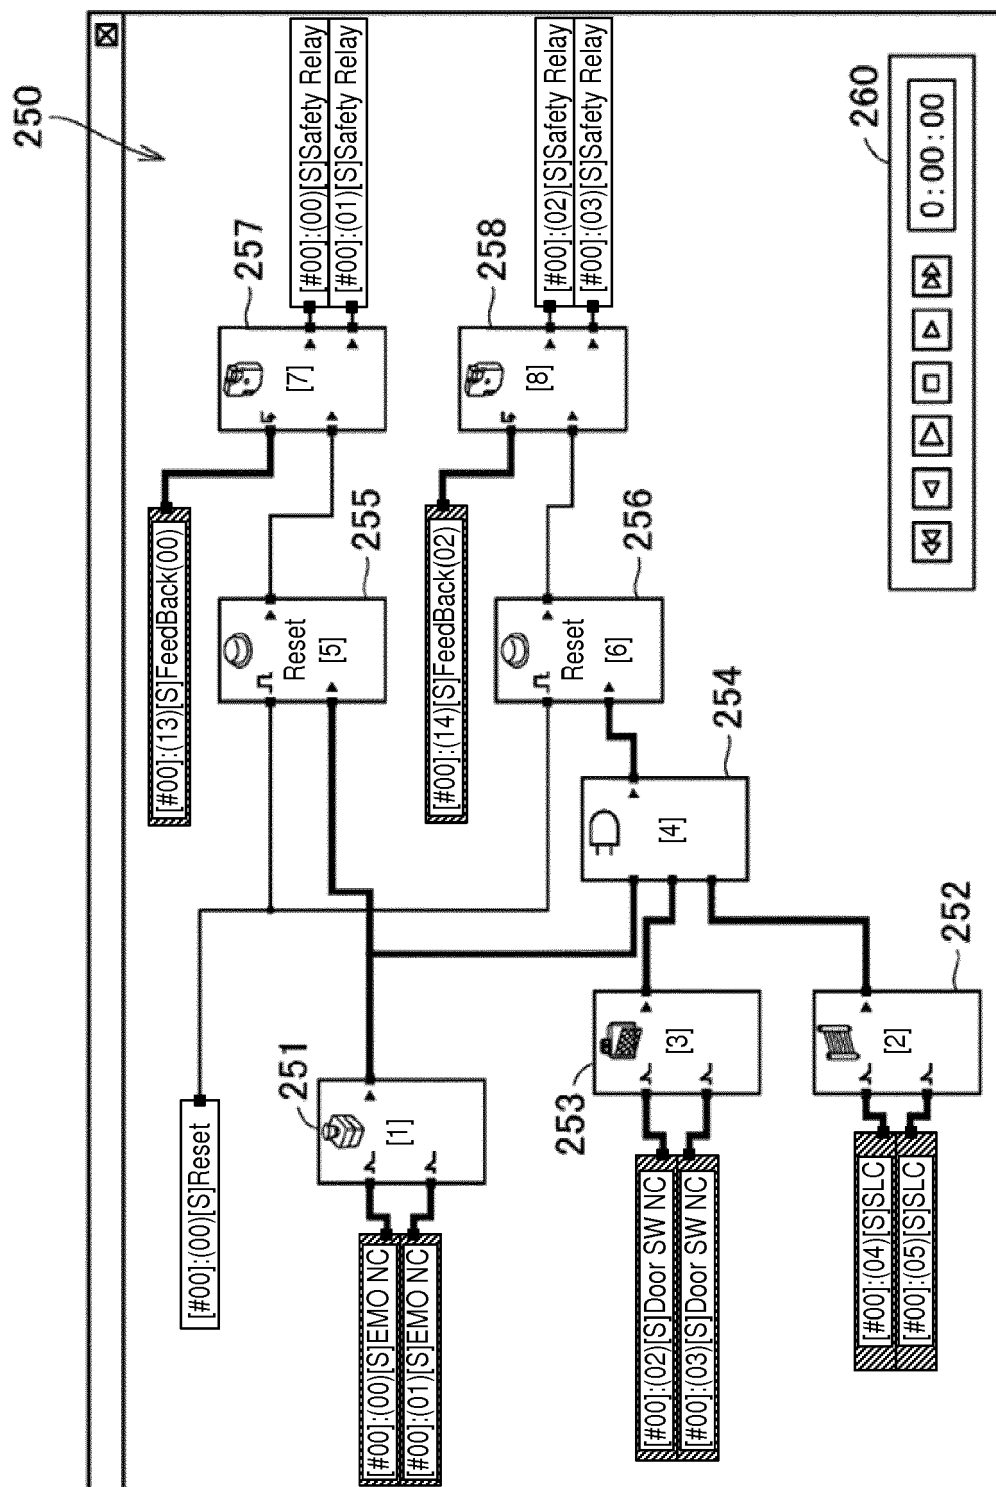 250
[#00]:(00)[S]Reset
[#00]:(13)[S]FeedBack(00)
[#00]:(00)[S]EMO NC
[#00]:(01)[S]EMO NC
251
[1]
Reset
[5]
255
[7]
257
[#00]:(00)[S]Safety Relay
[#00]:(01)[S]Safety Relay
[#00]:(14)[S]FeedBack(02)
Reset
[6]
256
[8]
258
[#00]:(02)[S]Safety Relay
[#00]:(03)[S]Safety Relay
[#00]:(02)[S]Door SW NC
[#00]:(03)[S]Door SW NC
253
[3]
[4]
254
[#00]:(04)[S]SLC
[#00]:(05)[S]SLC
[2]
252
260
0:00:00